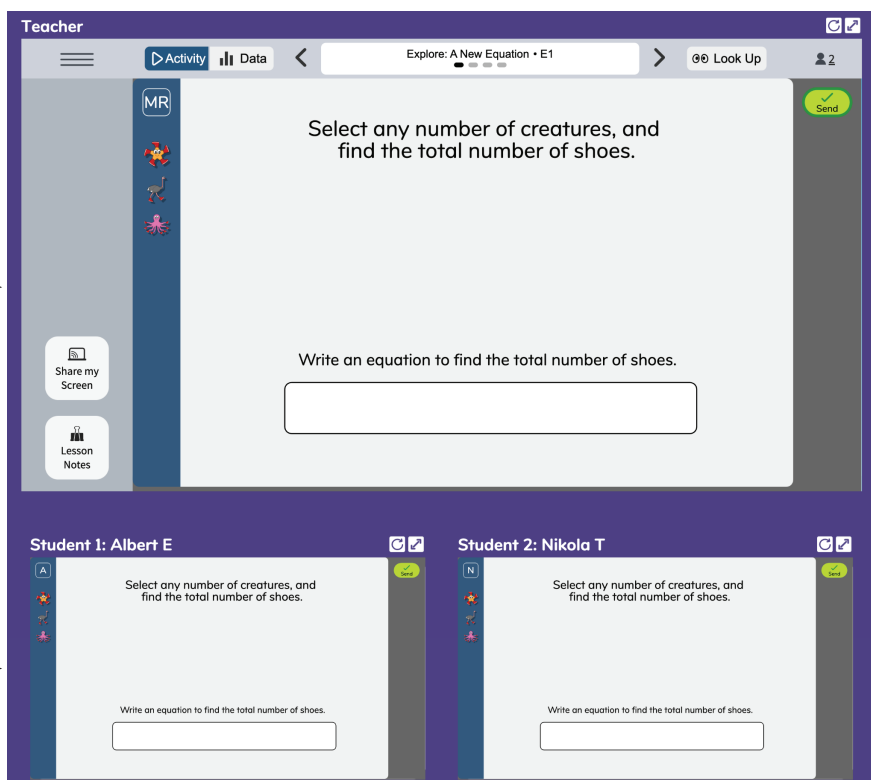 Teacher
Activity
Data
Explore: A New Equation • E1
Look Up
2
MR
Send
Select any number of creatures, and
find the total number of shoes.
Share my
Screen
Write an equation to find the total number of shoes.
Lesson
Notes
Student 1: Albert E
A
Send
Select any number of creatures, and
find the total number of shoes.
Write an equation to find the total number of shoes.
Student 2: Nikola T
N
Send
Select any number of creatures, and
find the total number of shoes.
Write an equation to find the total number of shoes.